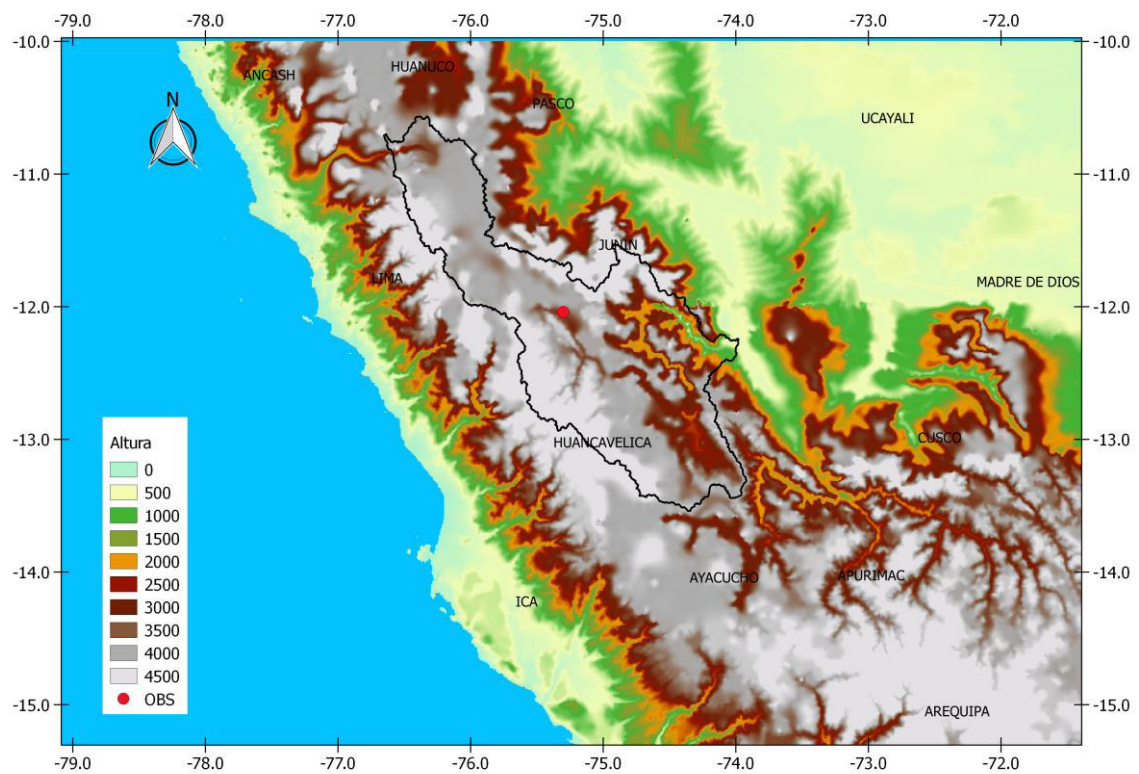 -79.0 -78.0 -77.0 -76.0 -75.0 -74.0 -73.0 -72.0
-10.0 -10.0
HUANUCO
ANCASH
PASCO
N
UCAYALI
-11.0 -11.0
JUNIN
LIMA
MADRE DE DIOS
-12.0 -12.0
-13.0 -13.0
HUANCAVELICA
CUSCO
Altura
0
500
1000
1500
2000
2500
3000
3500
4000
4500
OBS
-14.0 -14.0
AYACUCHO
APURIMAC
ICA
-15.0 -15.0
AREQUIPA
-79.0 -78.0 -77.0 -76.0 -75.0 -74.0 -73.0 -72.0